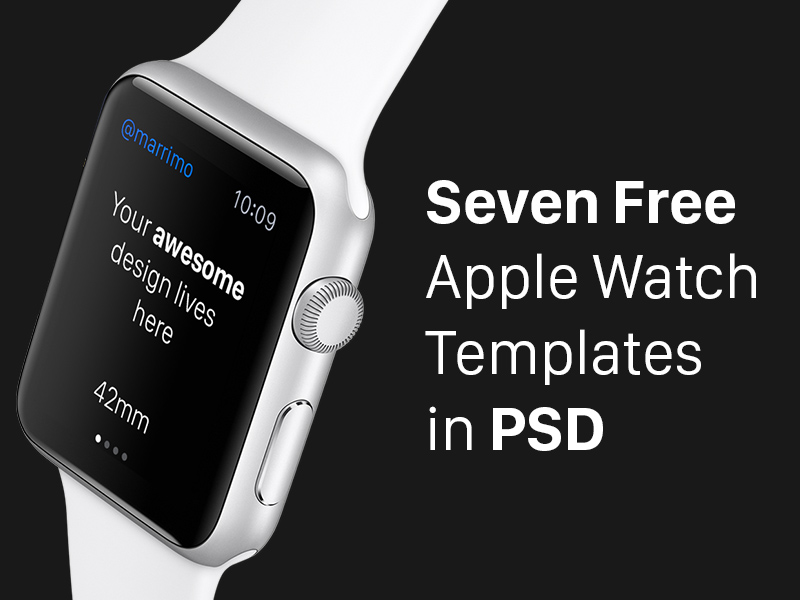 @marrimo
10:09
Your awesome
design lives
here
42mm
Seven Free
Apple Watch
Templates
in PSD